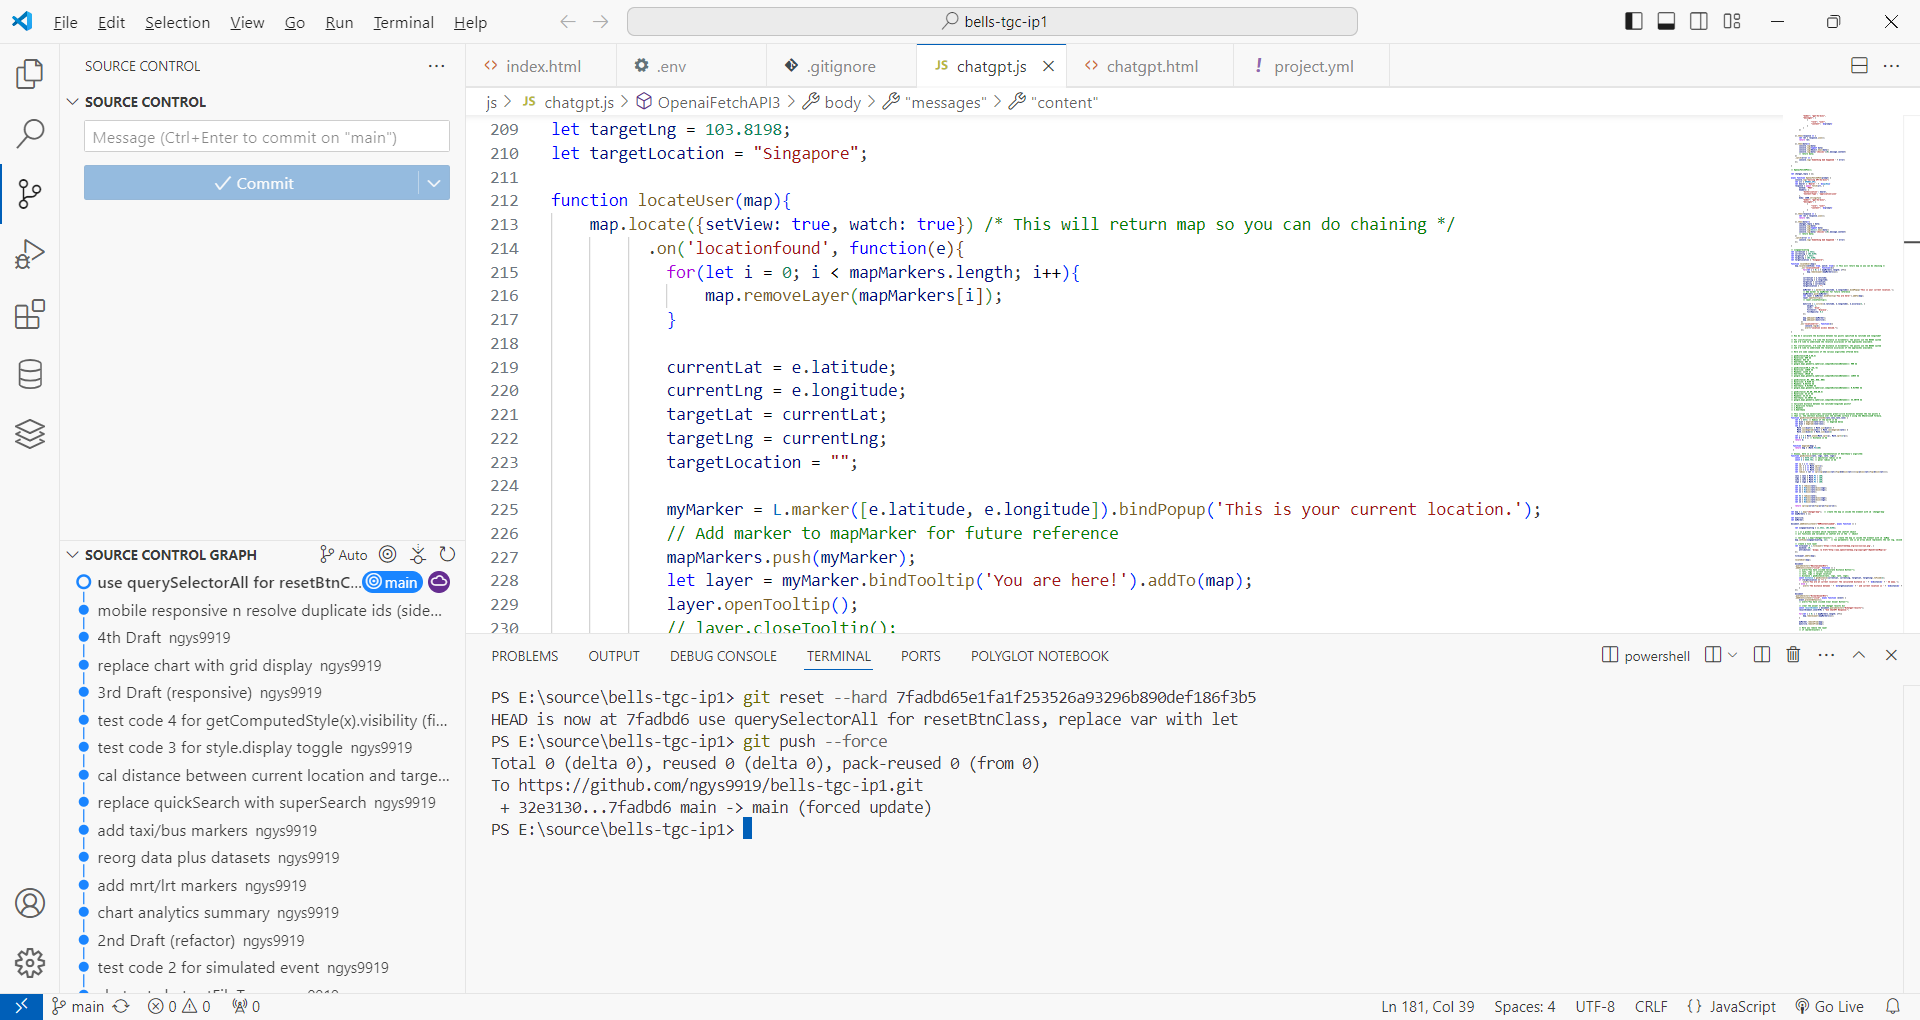 File Edit Selection View Go Run Terminal Help
bells-tgc-ip1
SOURCE CONTROL
SOURCE CONTROL
Message (Ctrl+Enter to commit on "main")
Commit
index.html
.env
.gitignore
JS chatgpt.js
chatgpt.html
! project.yml
js > JS chatgpt.js > OpenaiFetchAPI3 > body > "messages" > "content"
209 let targetLng = 103.8198;
210 let targetLocation = "Singapore";
211
212 function locateUser(map){
213 map.locate({setView: true, watch: true}) /* This will return map so you can do chaining */
214 .on('locationfound', function(e){
215 for(let i = 0; i < mapMarkers.length; i++){
216 map.removeLayer(mapMarkers[i]);
217 }
218
219 currentLat = e.latitude;
220 currentLng = e.longitude;
221 targetLat = currentLat;
222 targetLng = currentLng;
223 targetLocation = "";
224
225 myMarker = L.marker([e.latitude, e.longitude]).bindPopup('This is your current location.');
226 // Add marker to mapMarker for future reference
227 mapMarkers.push(myMarker);
228 let layer = myMarker.bindTooltip('You are here!').addTo(map);
229 layer.openTooltip();
230 // layer.closeTooltip();
SOURCE CONTROL GRAPH
Auto
use querySelectorAll for resetBtnC... main
mobile responsive n resolve duplicate ids (side...
4th Draft ngys9919
replace chart with grid display ngys9919
3rd Draft (responsive) ngys9919
test code 4 for getComputedStyle(x).visibility (fi...
test code 3 for style.display toggle ngys9919
cal distance between current location and targe...
replace quickSearch with superSearch ngys9919
add taxi/bus markers ngys9919
reorg data plus datasets ngys9919
add mrt/lrt markers ngys9919
chart analytics summary ngys9919
2nd Draft (refactor) ngys9919
test code 2 for simulated event ngys9919
PROBLEMS OUTPUT DEBUG CONSOLE TERMINAL PORTS POLYGLOT NOTEBOOK
powershell
PS E:\source\bells-tgc-ip1> git reset --hard 7fadbd65e1fa1f253526a93296b890def186f3b5
HEAD is now at 7fadbd6 use querySelectorAll for resetBtnClass, replace var with let
PS E:\source\bells-tgc-ip1> git push --force
Total 0 (delta 0), reused 0 (delta 0), pack-reused 0 (from 0)
To https://github.com/ngys9919/bells-tgc-ip1.git
+ 32e3130...7fadbd6 main -> main (forced update)
PS E:\source\bells-tgc-ip1>
main 0 0 0
Ln 181, Col 39 Spaces: 4 UTF-8 CRLF {} JavaScript Go Live